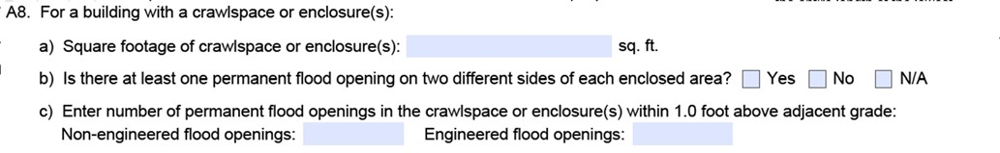 A8. For a building with a crawlspace or enclosure(s):
a) Square footage of crawlspace or enclosure(s): sq. ft.
b) Is there at least one permanent flood opening on two different sides of each enclosed area? Yes No N/A
c) Enter number of permanent flood openings in the crawlspace or enclosure(s) within 1.0 foot above adjacent grade:
Non-engineered flood openings: Engineered flood openings: